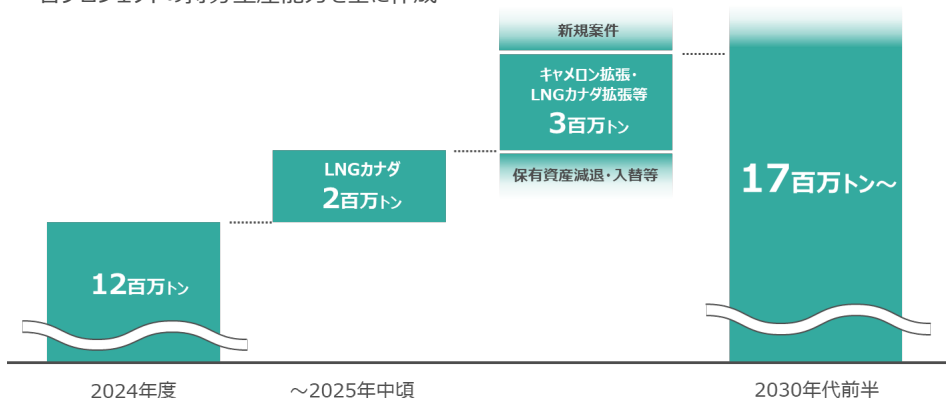 新規案件
キャメロン拡張・
LNGカナダ拡張等
3百万トン
LNGカナダ
2百万トン
保有資産減退・入替等
17百万トン～
12百万トン
2024年度
～2025年中頃
2030年代前半